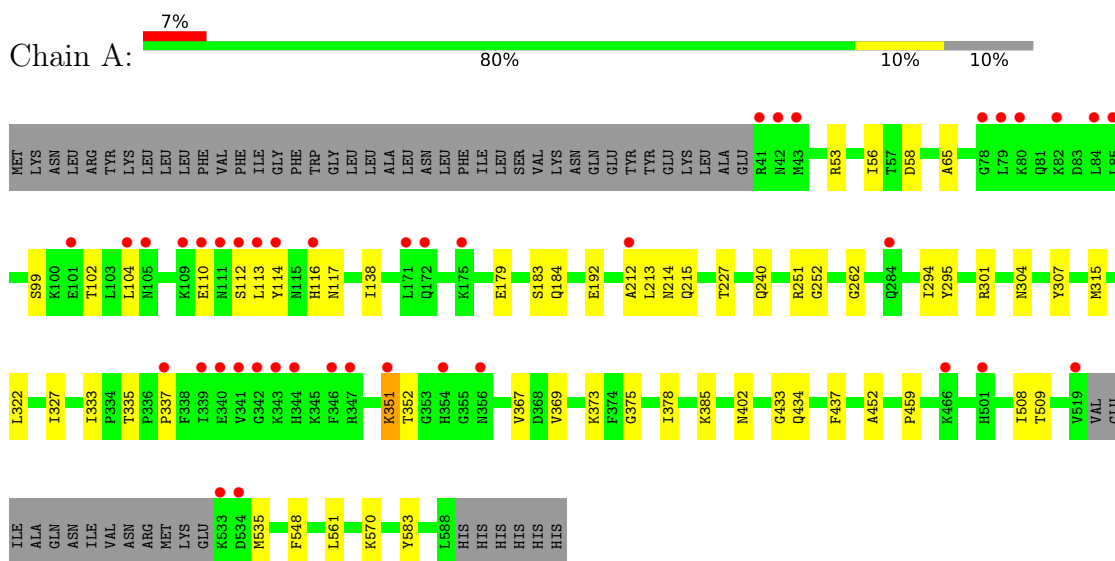 7%
Chain A:
80% 10% 10%
MET LYS ASN LEU ARG TYR LYS LEU LEU LEU PHE VAL PHE ILE GLY PHE TRP GLY LEU LEU ALA LEU ASN LEU PHE ILE LEU SER VAL LYS ASN GLN GLU TYR TYR GLU LYS LEU ALA GLU R41 N42 M43 R53 I56 T57 D58 A65 G78 L79 K80 Q81 K82 D83 L84 L85
S99 K100 E101 T102 L103 L104 N105 K109 E110 N111 S112 L113 Y114 N115 H116 N117 I138 L171 Q172 K175 E179 S183 Q184 E192 A212 L213 N214 Q215 T227 Q240 R251 G252 G262 Q284 I294 Y295 R301 N304 Y307 M315
L322 I327 I333 P334 T335 P336 P337 F338 I339 E340 V341 G342 K343 H344 K345 F346 R347 K351 T352 G353 H354 G355 N356 V367 D368 V369 K373 F374 G375 I378 K385 N402 G433 Q434 F437 A452 P459 K466 H501 I508 T509 V519 VAL GLU
ILE ALA GLN ASN ILE VAL ASN ARG MET LYS GLU K533 D534 M535 F548 L561 K570 Y583 L588 HIS HIS HIS HIS HIS HIS